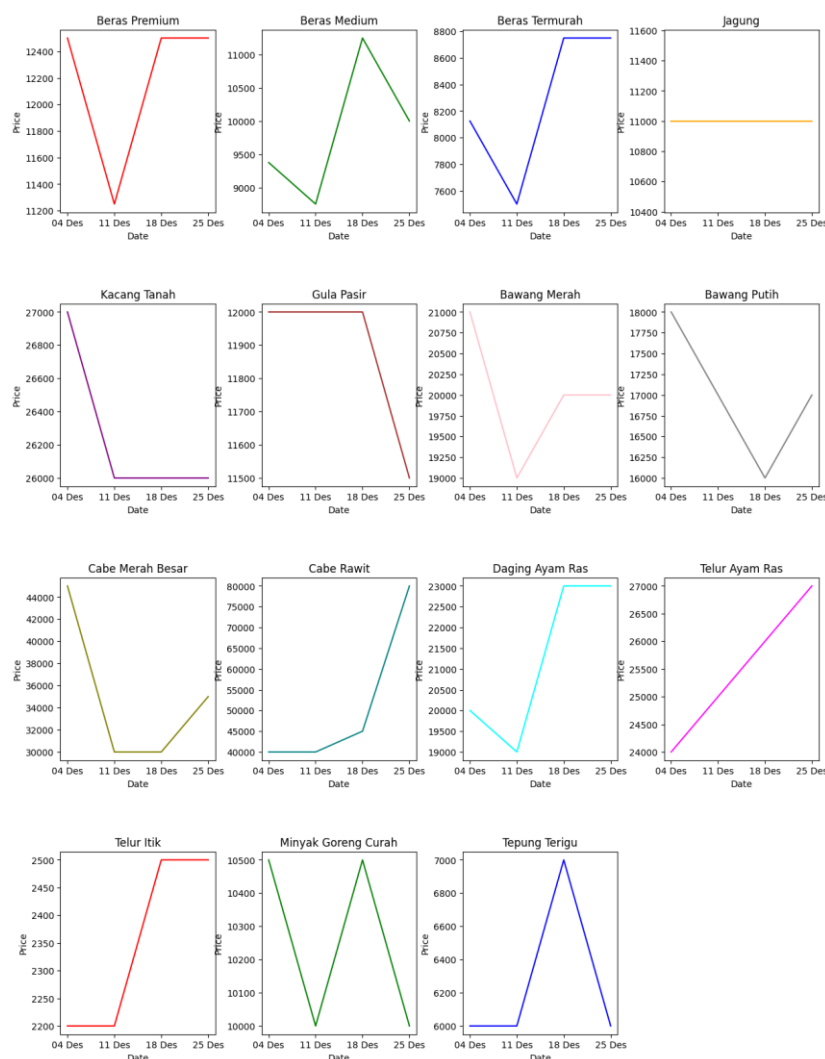 Beras Premium
12400
12200
12000
11800
11600
11400
11200
Price
04 Des 11 Des 18 Des 25 Des
Date
Beras Medium
11000
10500
10000
9500
9000
Price
04 Des 11 Des 18 Des 25 Des
Date
Beras Termurah
8800
8600
8400
8200
8000
7800
7600
Price
04 Des 11 Des 18 Des 25 Des
Date
Jagung
11600
11400
11200
11000
10800
10600
10400
Price
04 Des 11 Des 18 Des 25 Des
Date
Kacang Tanah
27000
26800
26600
26400
26200
26000
Price
04 Des 11 Des 18 Des 25 Des
Date
Gula Pasir
12000
11900
11800
11700
11600
11500
Price
04 Des 11 Des 18 Des 25 Des
Date
Bawang Merah
21000
20750
20500
20250
20000
19750
19500
19250
19000
Price
04 Des 11 Des 18 Des 25 Des
Date
Bawang Putih
18000
17750
17500
17250
17000
16750
16500
16250
16000
Price
04 Des 11 Des 18 Des 25 Des
Date
Cabe Merah Besar
44000
42000
40000
38000
36000
34000
32000
30000
Price
04 Des 11 Des 18 Des 25 Des
Date
Cabe Rawit
80000
75000
70000
65000
60000
55000
50000
45000
40000
Price
04 Des 11 Des 18 Des 25 Des
Date
Daging Ayam Ras
23000
22500
22000
21500
21000
20500
20000
19500
19000
Price
04 Des 11 Des 18 Des 25 Des
Date
Telur Ayam Ras
27000
26500
26000
25500
25000
24500
24000
Price
04 Des 11 Des 18 Des 25 Des
Date
Telur Itik
2500
2450
2400
2350
2300
2250
2200
Price
04 Des 11 Des 18 Des 25 Des
Date
Minyak Goreng Curah
10500
10400
10300
10200
10100
10000
Price
04 Des 11 Des 18 Des 25 Des
Date
Tepung Terigu
7000
6800
6600
6400
6200
6000
Price
04 Des 11 Des 18 Des 25 Des
Date